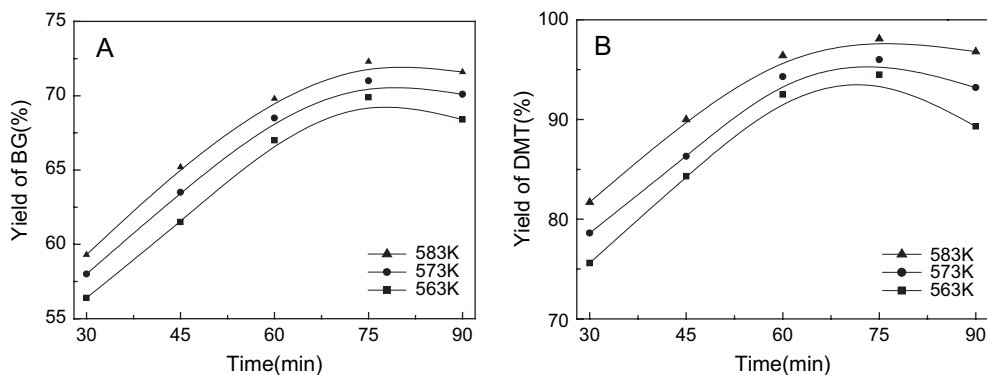 A
Yield of BG(%)
75
70
65
60
55
583K
573K
563K
30 45 60 75 90
Time(min)
B
Yield of DMT(%)
100
90
80
70
583K
573K
563K
30 45 60 75 90
Time(min)